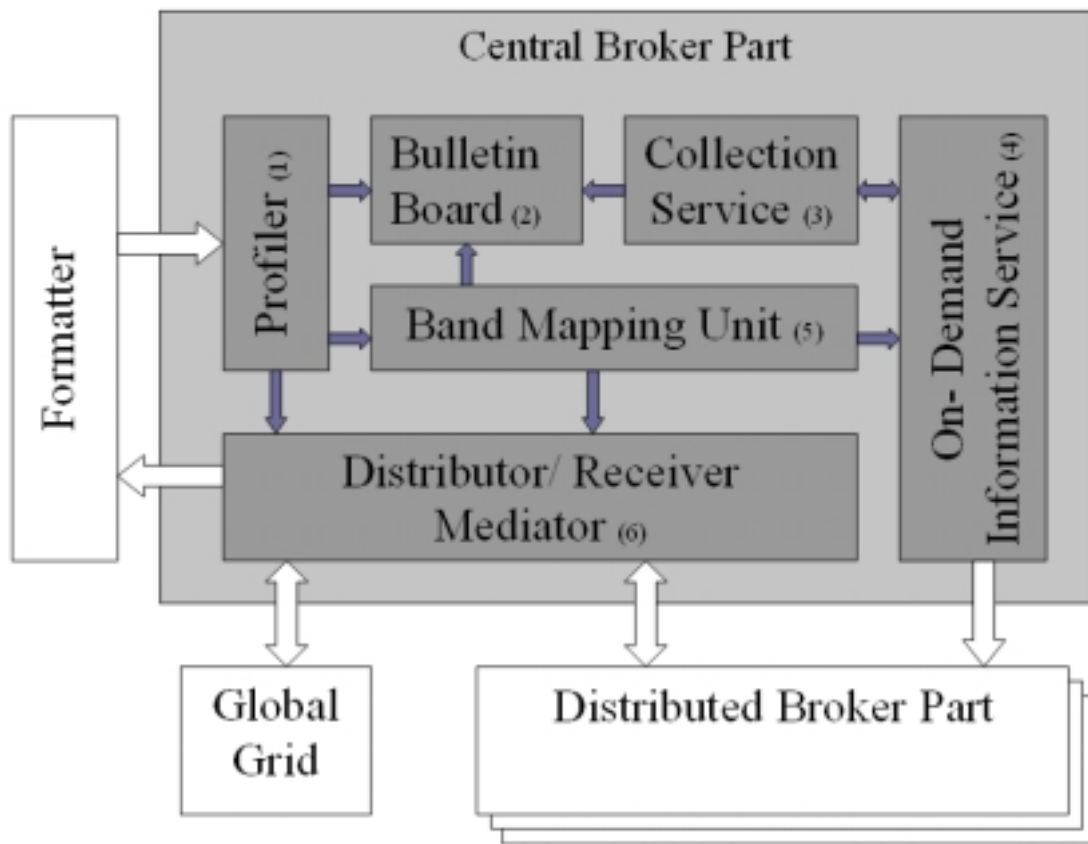 Central Broker Part
Formatter
Profiler (1)
Bulletin
Board (2)
Collection
Service (3)
On- Demand
Information Service (4)
Band Mapping Unit (5)
Distributor/ Receiver
Mediator (6)
Global
Grid
Distributed Broker Part